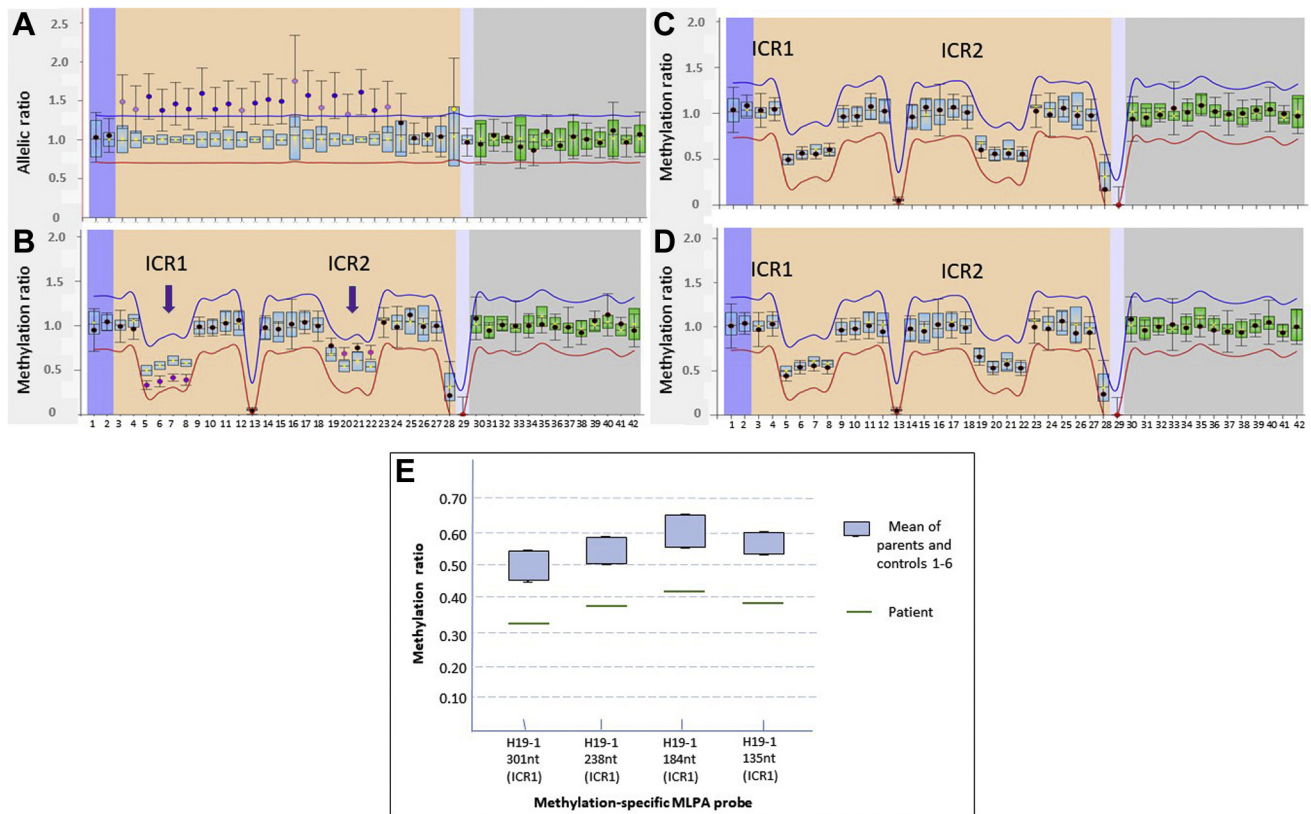 A
Allelic ratio
2.5
2.0
1.5
1.0
0.5
0
B
Methylation ratio
2.0
1.5
1.0
0.5
0
ICR1
ICR2
1 2 3 4 5 6 7 8 9 10 11 12 13 14 15 16 17 18 19 20 21 22 23 24 25 26 27 28 29 30 31 32 33 34 35 36 37 38 39 40 41 42
C
Methylation ratio
2.0
1.5
1.0
0.5
0
ICR1
ICR2
1 2 3 4 5 6 7 8 9 10 11 12 13 14 15 16 17 18 19 20 21 22 23 24 25 26 27 28 29 30 31 32 33 34 35 36 37 38 39 40 41 42
D
Methylation ratio
2.0
1.5
1.0
0.5
0
ICR1
ICR2
1 2 3 4 5 6 7 8 9 10 11 12 13 14 15 16 17 18 19 20 21 22 23 24 25 26 27 28 29 30 31 32 33 34 35 36 37 38 39 40 41 42
E
Methylation ratio
0.70
0.60
0.50
0.40
0.30
0.20
0.10
H19-1
301nt
(ICR1)
H19-1
238nt
(ICR1)
H19-1
184nt
(ICR1)
H19-1
135nt
(ICR1)
Methylation-specific MLPA probe
Mean of
parents and
controls 1-6
Patient